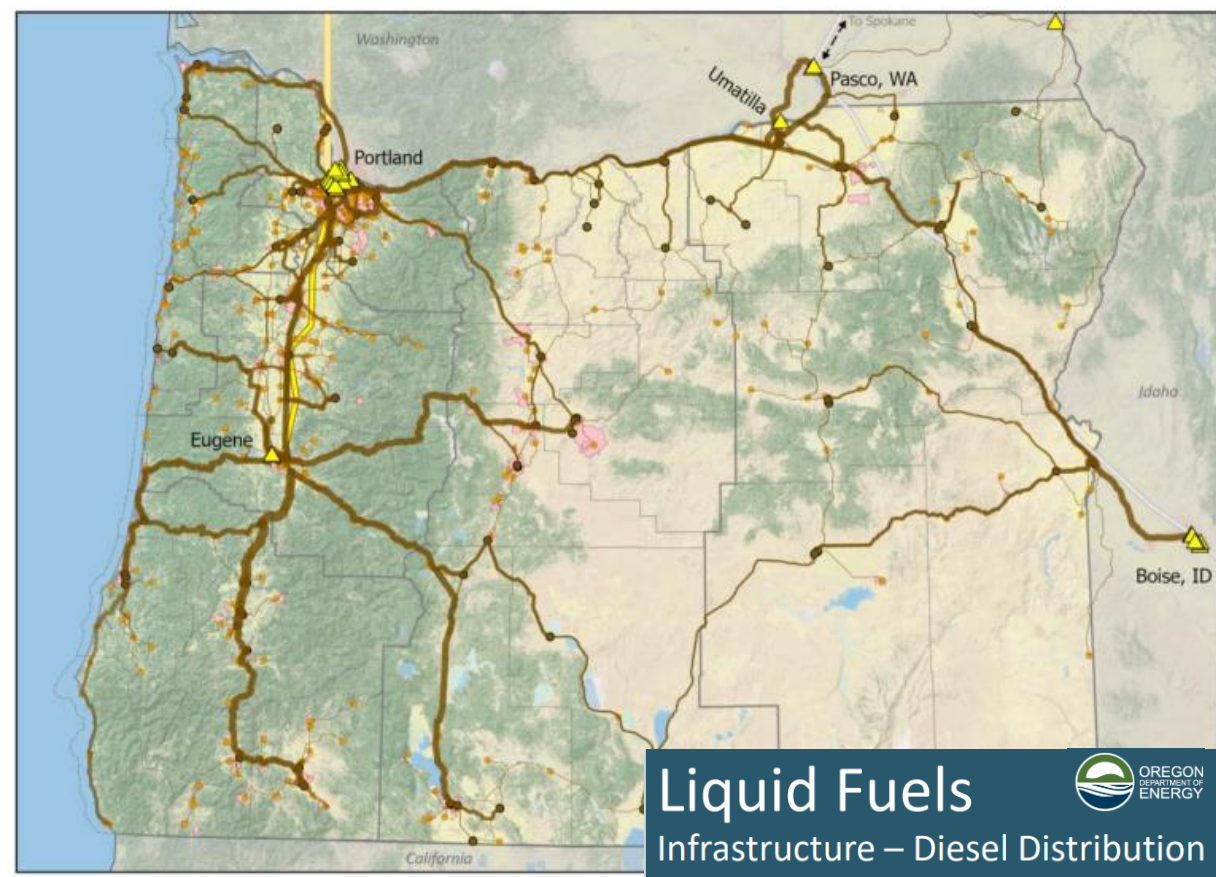 To Spokane
Washington
Pasco, WA
Umatilla
Portland
Idaho
Eugene
Boise, ID
Liquid Fuels
OREGON
DEPARTMENT OF
ENERGY
Infrastructure – Diesel Distribution
California